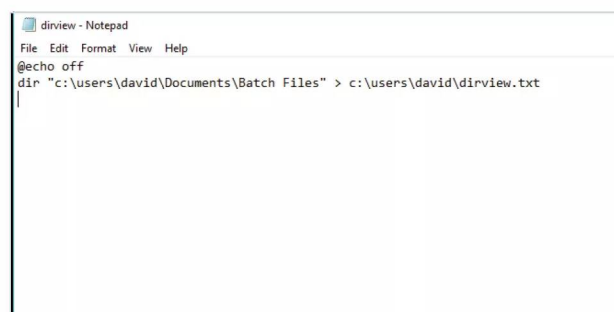 dirview - Notepad
File Edit Format View Help
@echo off
dir "c:\users\david\Documents\Batch Files" > c:\users\david\dirview.txt